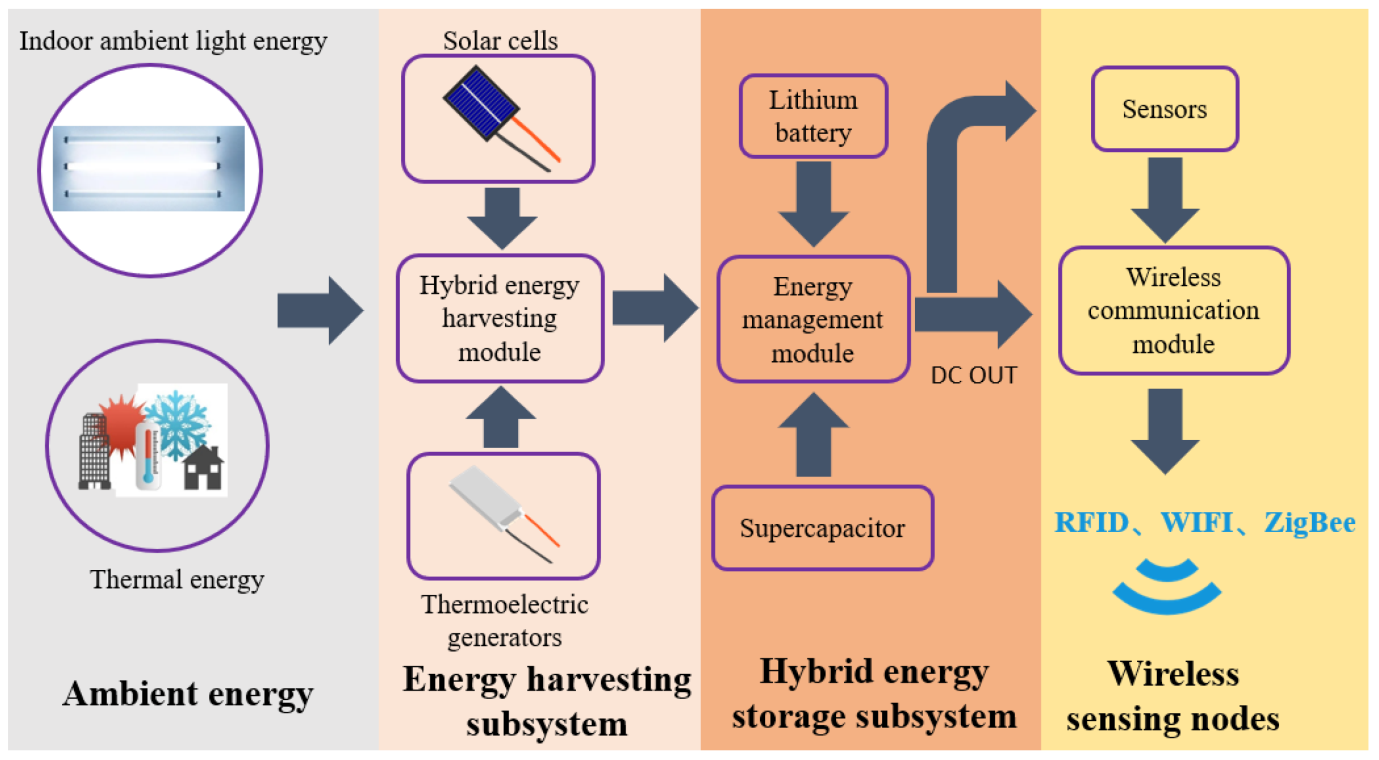 Indoor ambient light energy
Thermal energy
Ambient energy
Solar cells
Hybrid energy
harvesting
module
Thermoelectric
generators
Energy harvesting
subsystem
Lithium
battery
Energy
management
module
DC OUT
Supercapacitor
Hybrid energy
storage subsystem
Sensors
Wireless
communication
module
RFID、WIFI、ZigBee
Wireless
sensing nodes